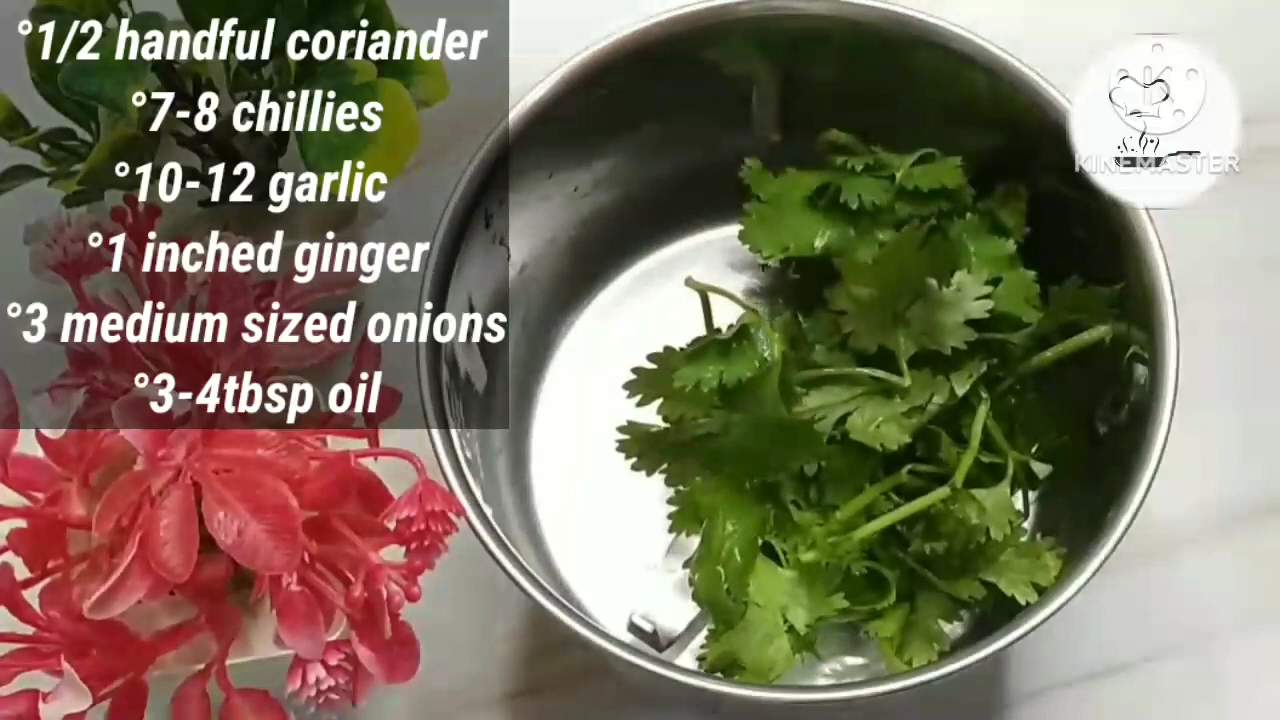 °1/2 handful coriander
°7-8 chillies
°10-12 garlic
°1 inched ginger
°3 medium sized onions
°3-4tbsp oil
KINEMASTER